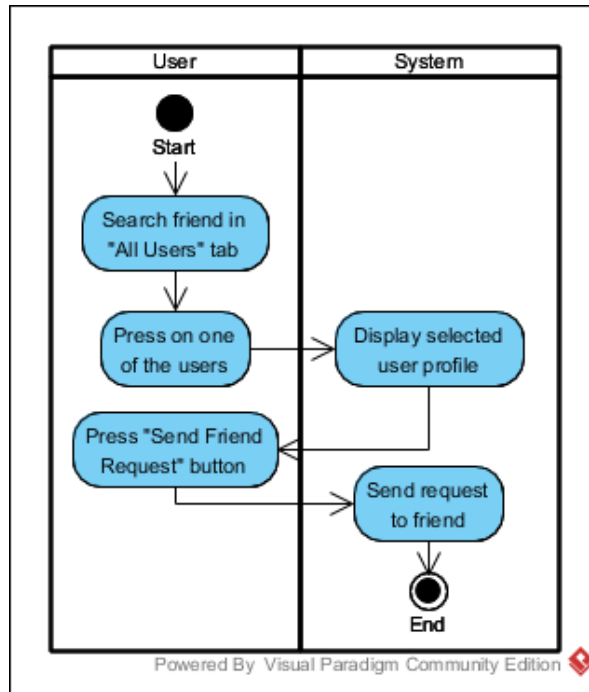 User
System
Start
Search friend in
"All Users" tab
Press on one
of the users
Display selected
user profile
Press "Send Friend
Request" button
Send request
to friend
End
Powered By Visual Paradigm Community Edition